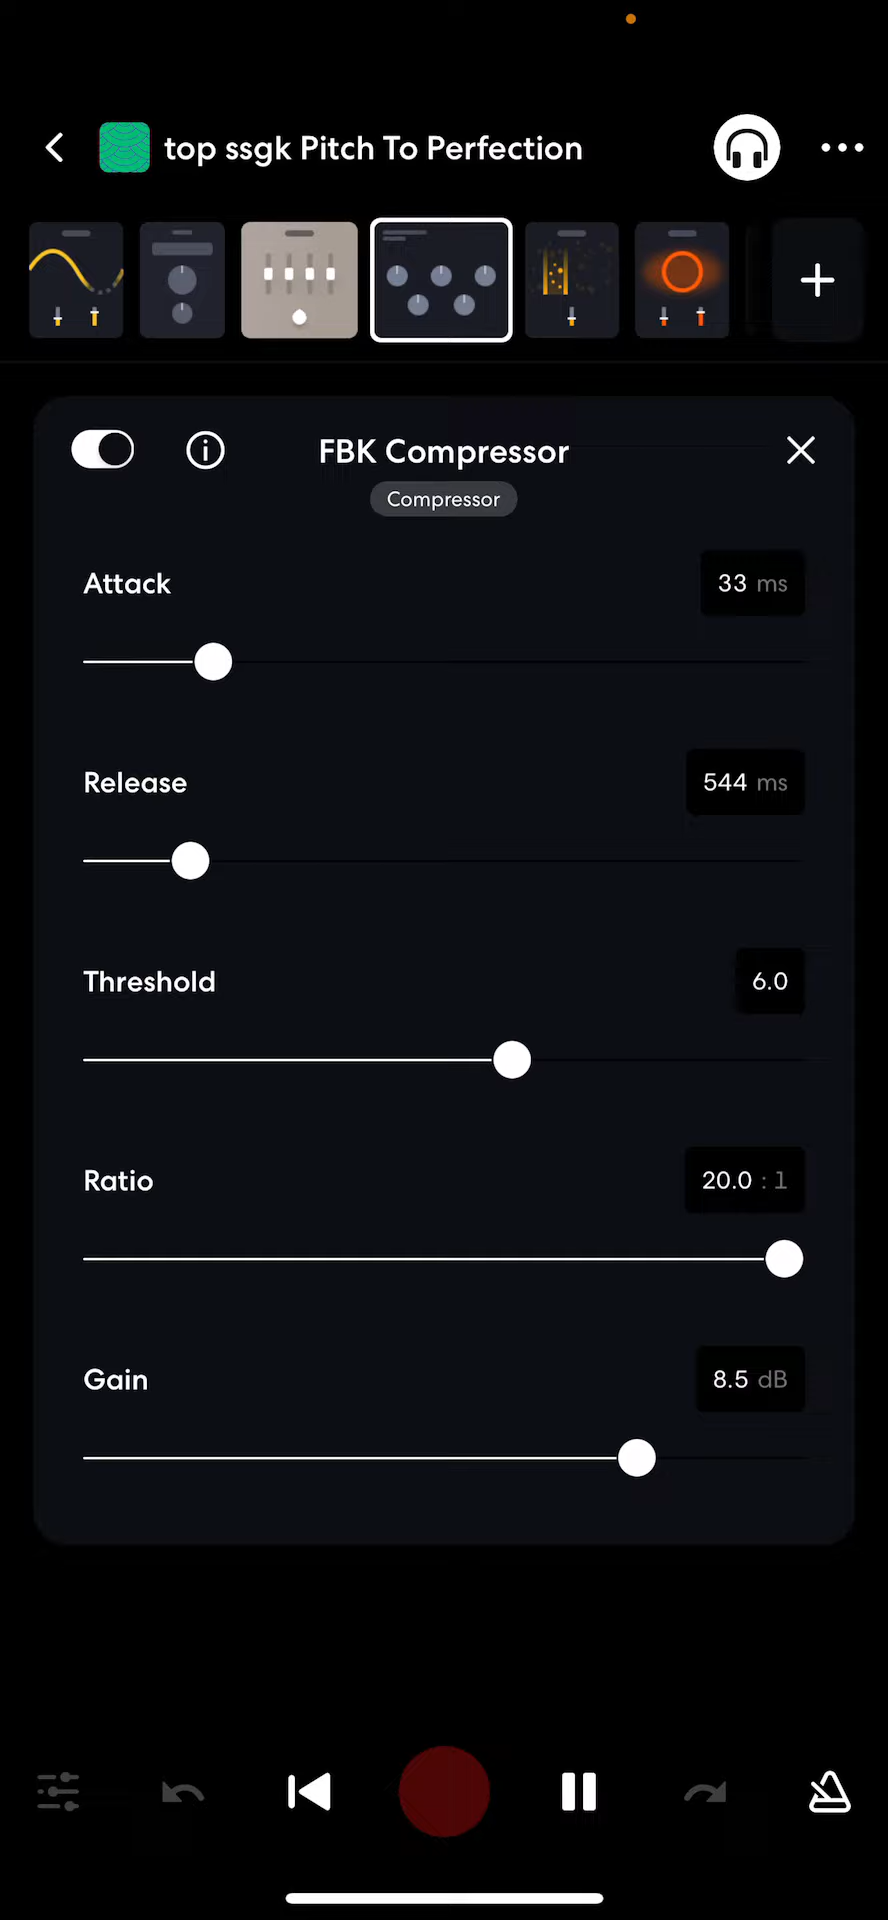 top ssgk Pitch To Perfection
FBK Compressor
Compressor
Attack
33 ms
Release
544 ms
Threshold
6.0
Ratio
20.0 : 1
Gain
8.5 dB